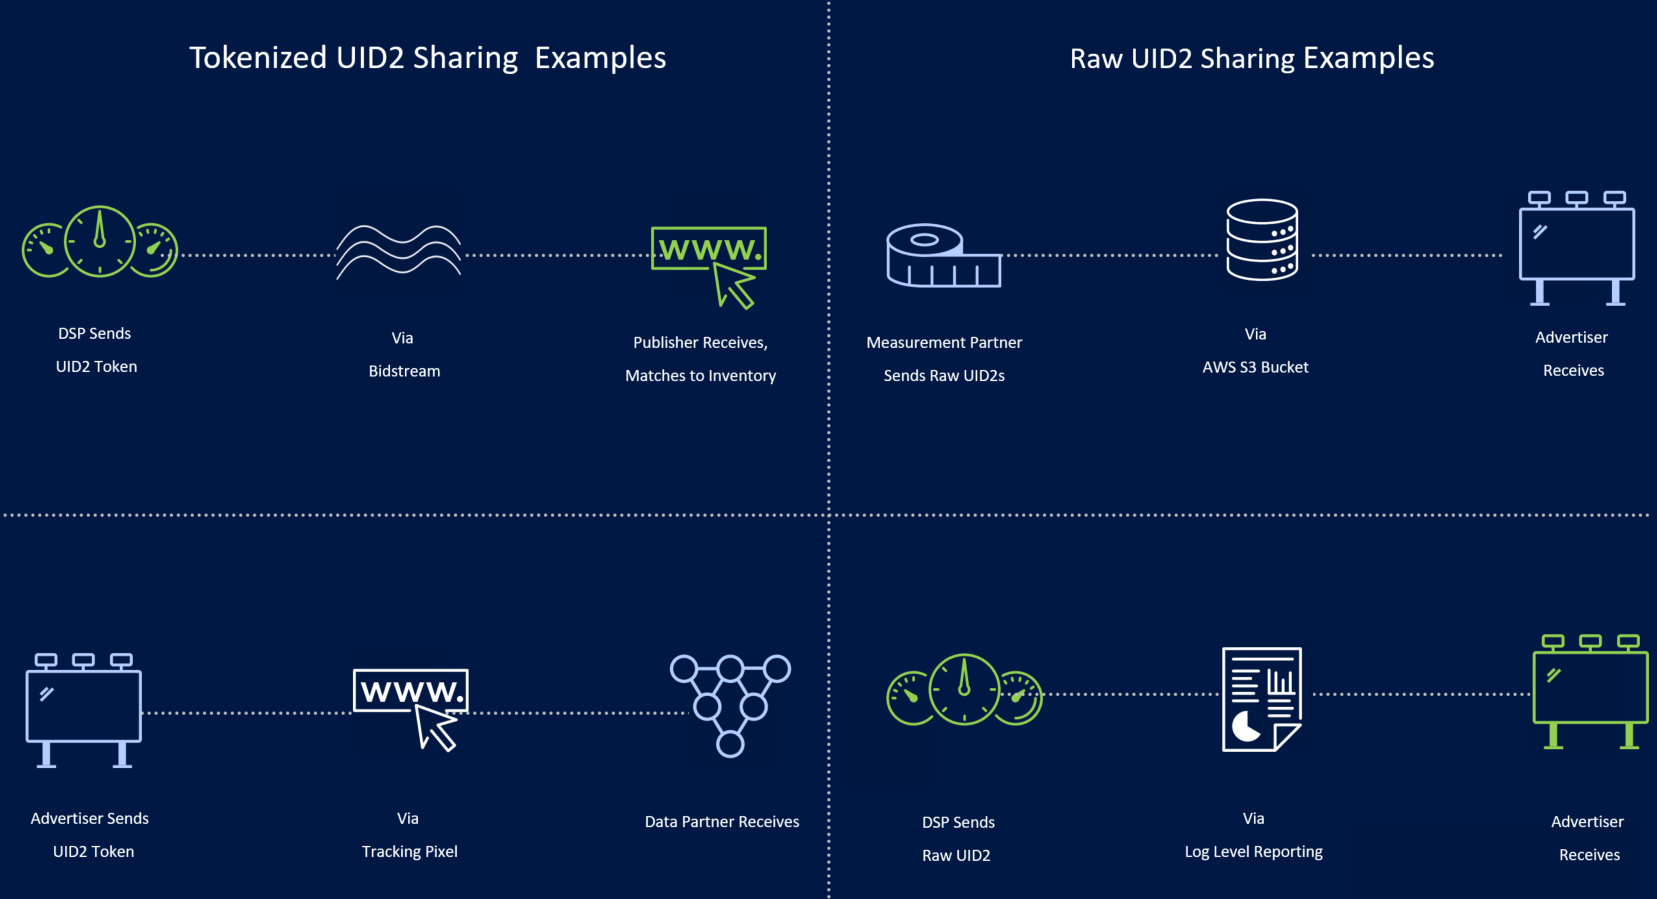 Tokenized UID2 Sharing Examples
Raw UID2 Sharing Examples
www.
DSP Sends
UID2 Token
Via
Bidstream
Publisher Receives,
Matches to Inventory
Measurement Partner
Sends Raw UID2s
Via
AWS S3 Bucket
Advertiser
Receives
www.
Advertiser Sends
UID2 Token
Via
Tracking Pixel
Data Partner Receives
DSP Sends
Raw UID2
Via
Log Level Reporting
Advertiser
Receives